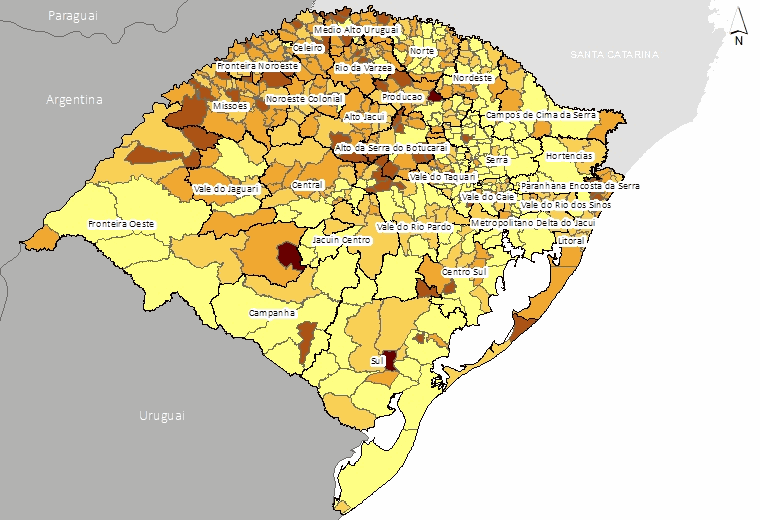 Paraguai
Medio Alto Uruguai
Celeiro
Norte
SANTA CATARINA
N
Fronteira Noroeste
Rio da Varzea
Nordeste
Argentina
Missoes
Noroeste Colonial
Producao
Alto Jacui
Campos de Cima da Serra
Alto da Serra do Botucarai
Serra
Hortencias
Vale do Taquari
Vale do Jaguari
Central
Paranhana Encosta da Serra
Vale do Caie
Vale do Rio dos Sinos
Fronteira Oeste
Vale do Rio Pardo
Metropolitano Delta do Jacui
Jacuin Centro
Litoral
Centro Sul
Campanha
Sul
Uruguai